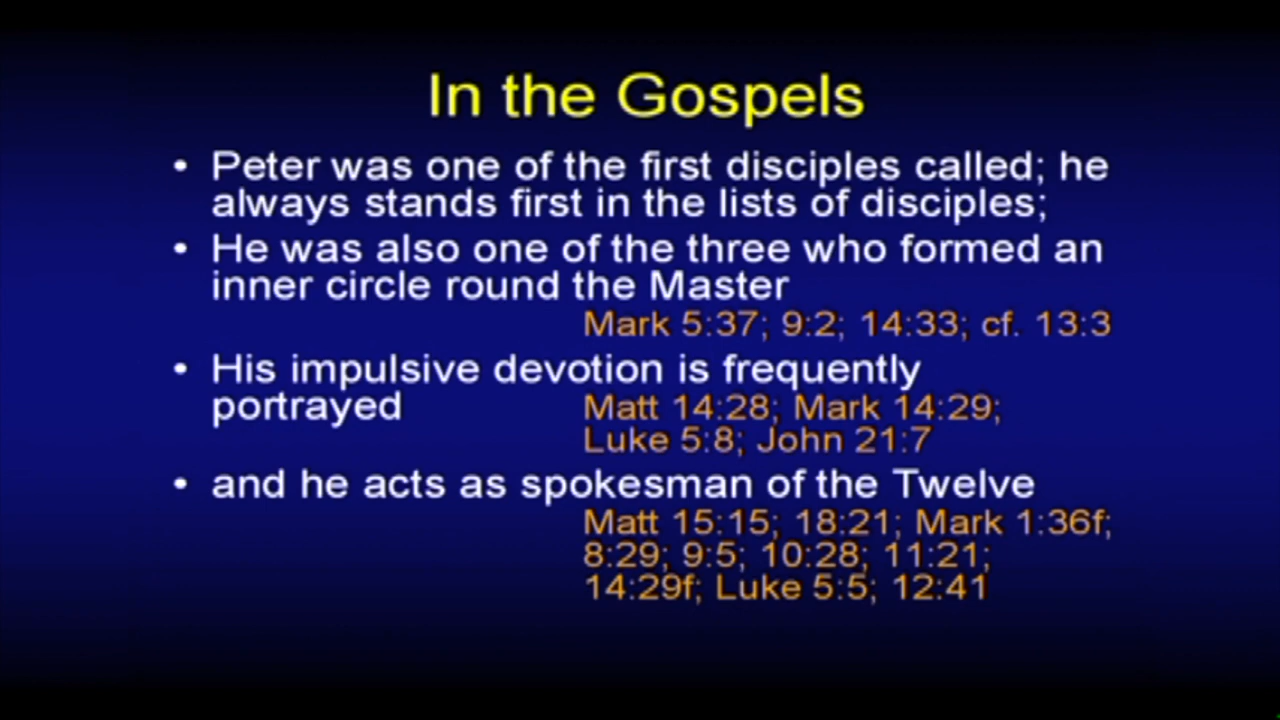 In the Gospels
• Peter was one of the first disciples called; he
always stands first in the lists of disciples;
• He was also one of the three who formed an
inner circle round the Master
Mark 5:37; 9:2; 14:33; cf. 13:3
• His impulsive devotion is frequently
portrayed Matt 14:28; Mark 14:29;
Luke 5:8; John 21:7
• and he acts as spokesman of the Twelve
Matt 15:15; 18:21; Mark 1:36f;
8:29; 9:5; 10:28; 11:21;
14:29f; Luke 5:5; 12:41